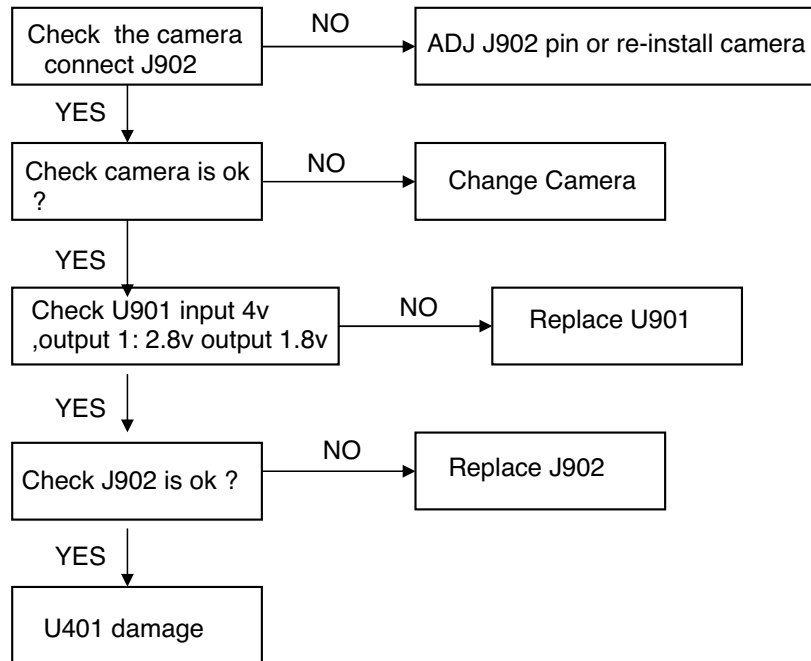 Check the camera
connect J902
NO
ADJ J902 pin or re-install camera
YES
Check camera is ok
?
NO
Change Camera
YES
Check U901 input 4v
,output 1: 2.8v output 1.8v
NO
Replace U901
YES
Check J902 is ok ?
NO
Replace J902
YES
U401 damage